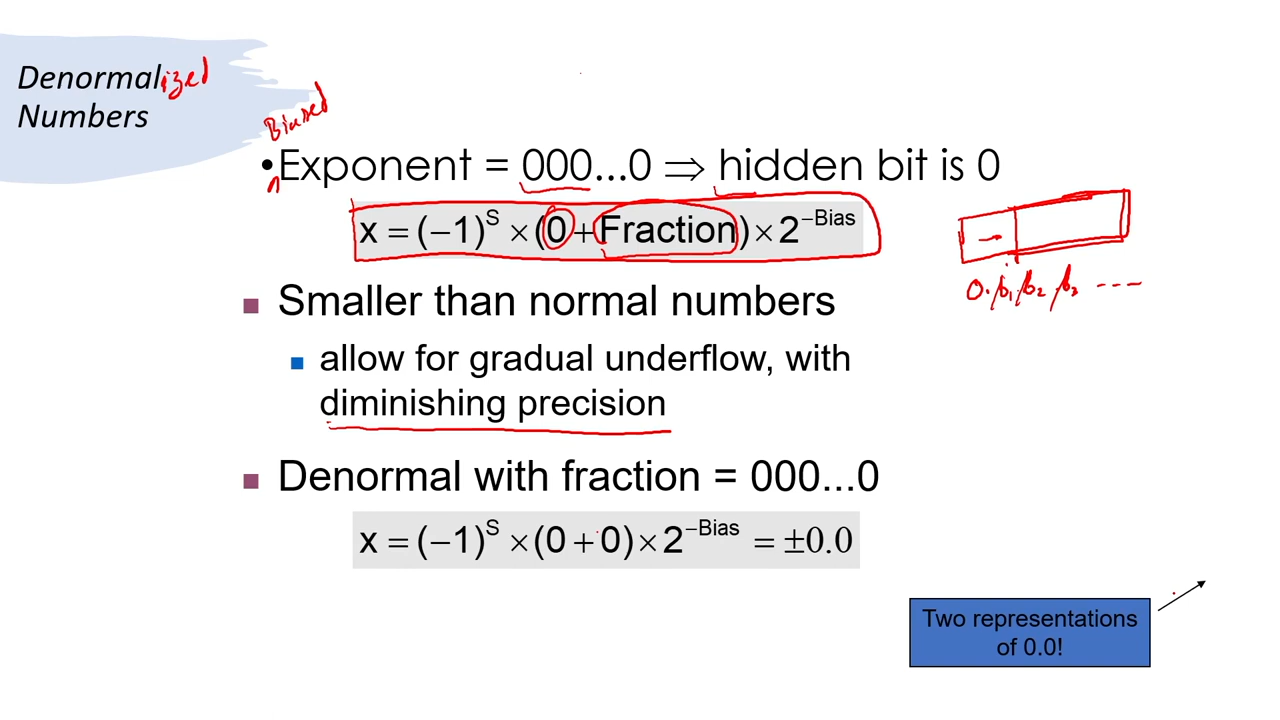 Denormalized
Numbers
Biased
• Exponent = 000...0 ⇒ hidden bit is 0
x = (−1)^S × (0 + Fraction) × 2^−Bias
0.b₁ b₂ b₃ ----
■ Smaller than normal numbers
■ allow for gradual underflow, with
diminishing precision
■ Denormal with fraction = 000...0
x = (−1)^S × (0 + 0) × 2^−Bias = ±0.0
Two representations
of 0.0!